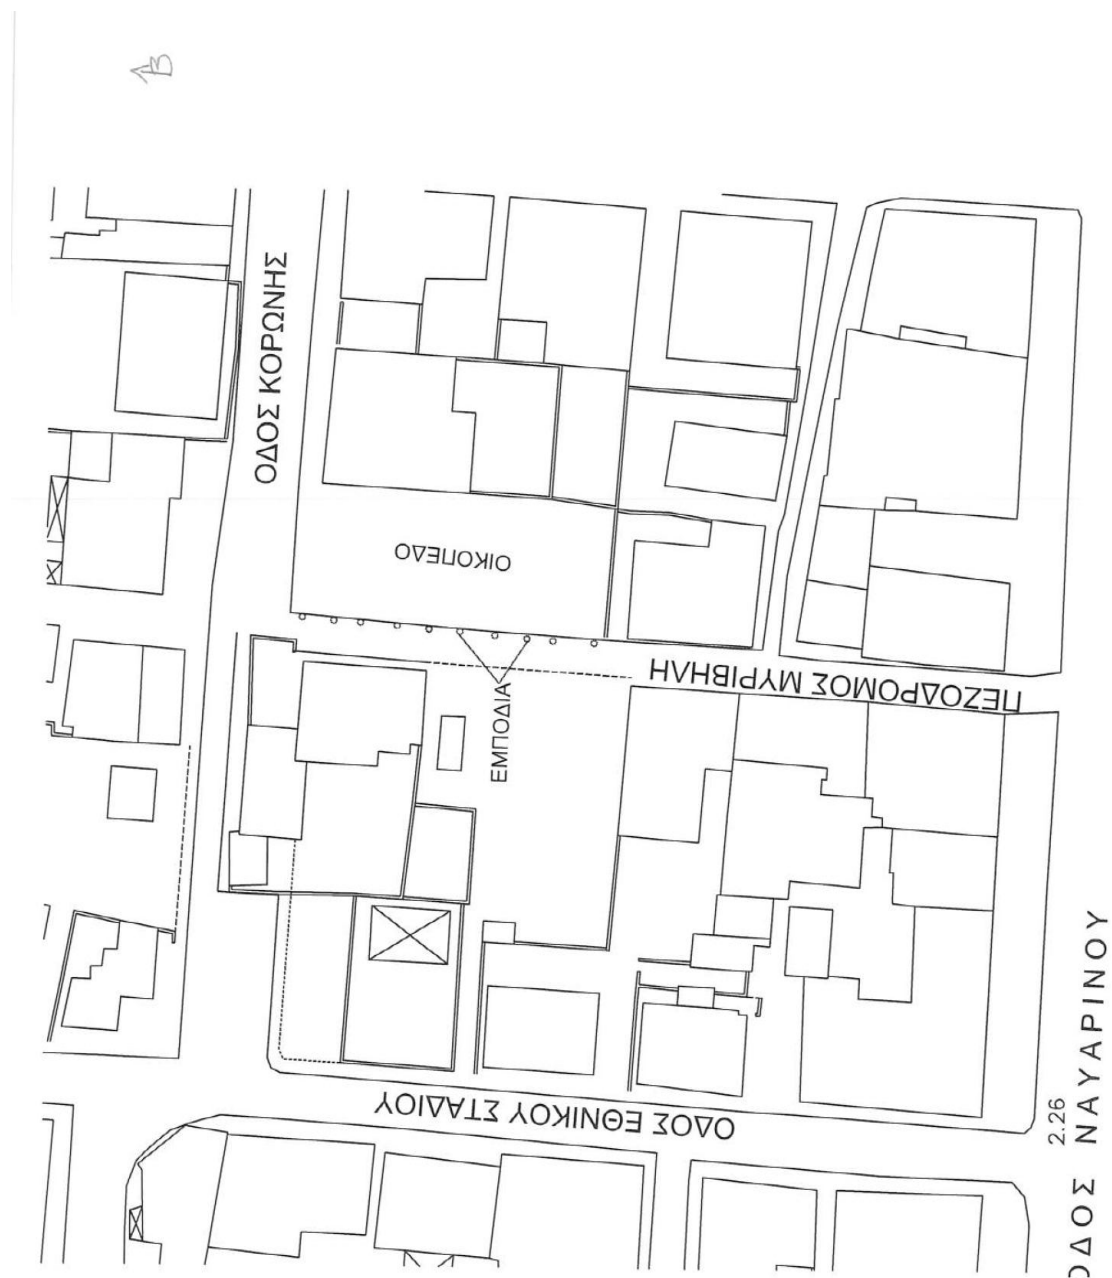 Β
ΟΔΟΣ ΚΟΡΩΝΗΣ
ΟΙΚΟΠΕΔΟ
ΠΕΖΟΔΡΟΜΟΣ ΜΥΡΙΒΗΛΗ
ΕΜΠΟΔΙΑ
ΟΔΟΣ ΕΘΝΙΚΟΥ ΣΤΑΔΙΟΥ
2.26
ΟΔΟΣ ΝΑΥΑΡΙΝΟΥ